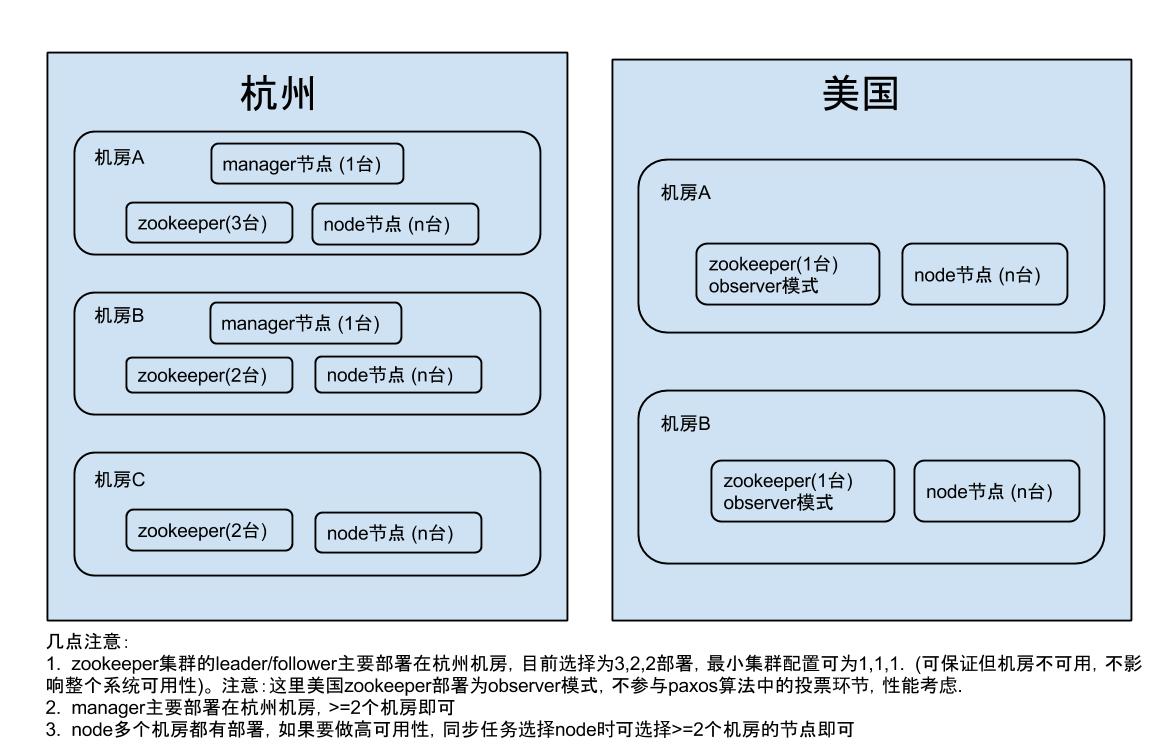 杭州
机房A
manager节点 (1台)
zookeeper(3台)
node节点 (n台)
机房B
manager节点 (1台)
zookeeper(2台)
node节点 (n台)
机房C
zookeeper(2台)
node节点 (n台)
美国
机房A
zookeeper(1台)
observer模式
node节点 (n台)
机房B
zookeeper(1台)
observer模式
node节点 (n台)
几点注意：
1. zookeeper集群的leader/follower主要部署在杭州机房, 目前选择为3,2,2部署, 最小集群配置可为1,1,1. (可保证但机房不可用, 不影
响整个系统可用性)。注意：这里美国zookeeper部署为observer模式, 不参与paxos算法中的投票环节, 性能考虑.
2. manager主要部署在杭州机房, >=2个机房即可
3. node多个机房都有部署, 如果要做高可用性, 同步任务选择node时可选择>=2个机房的节点即可